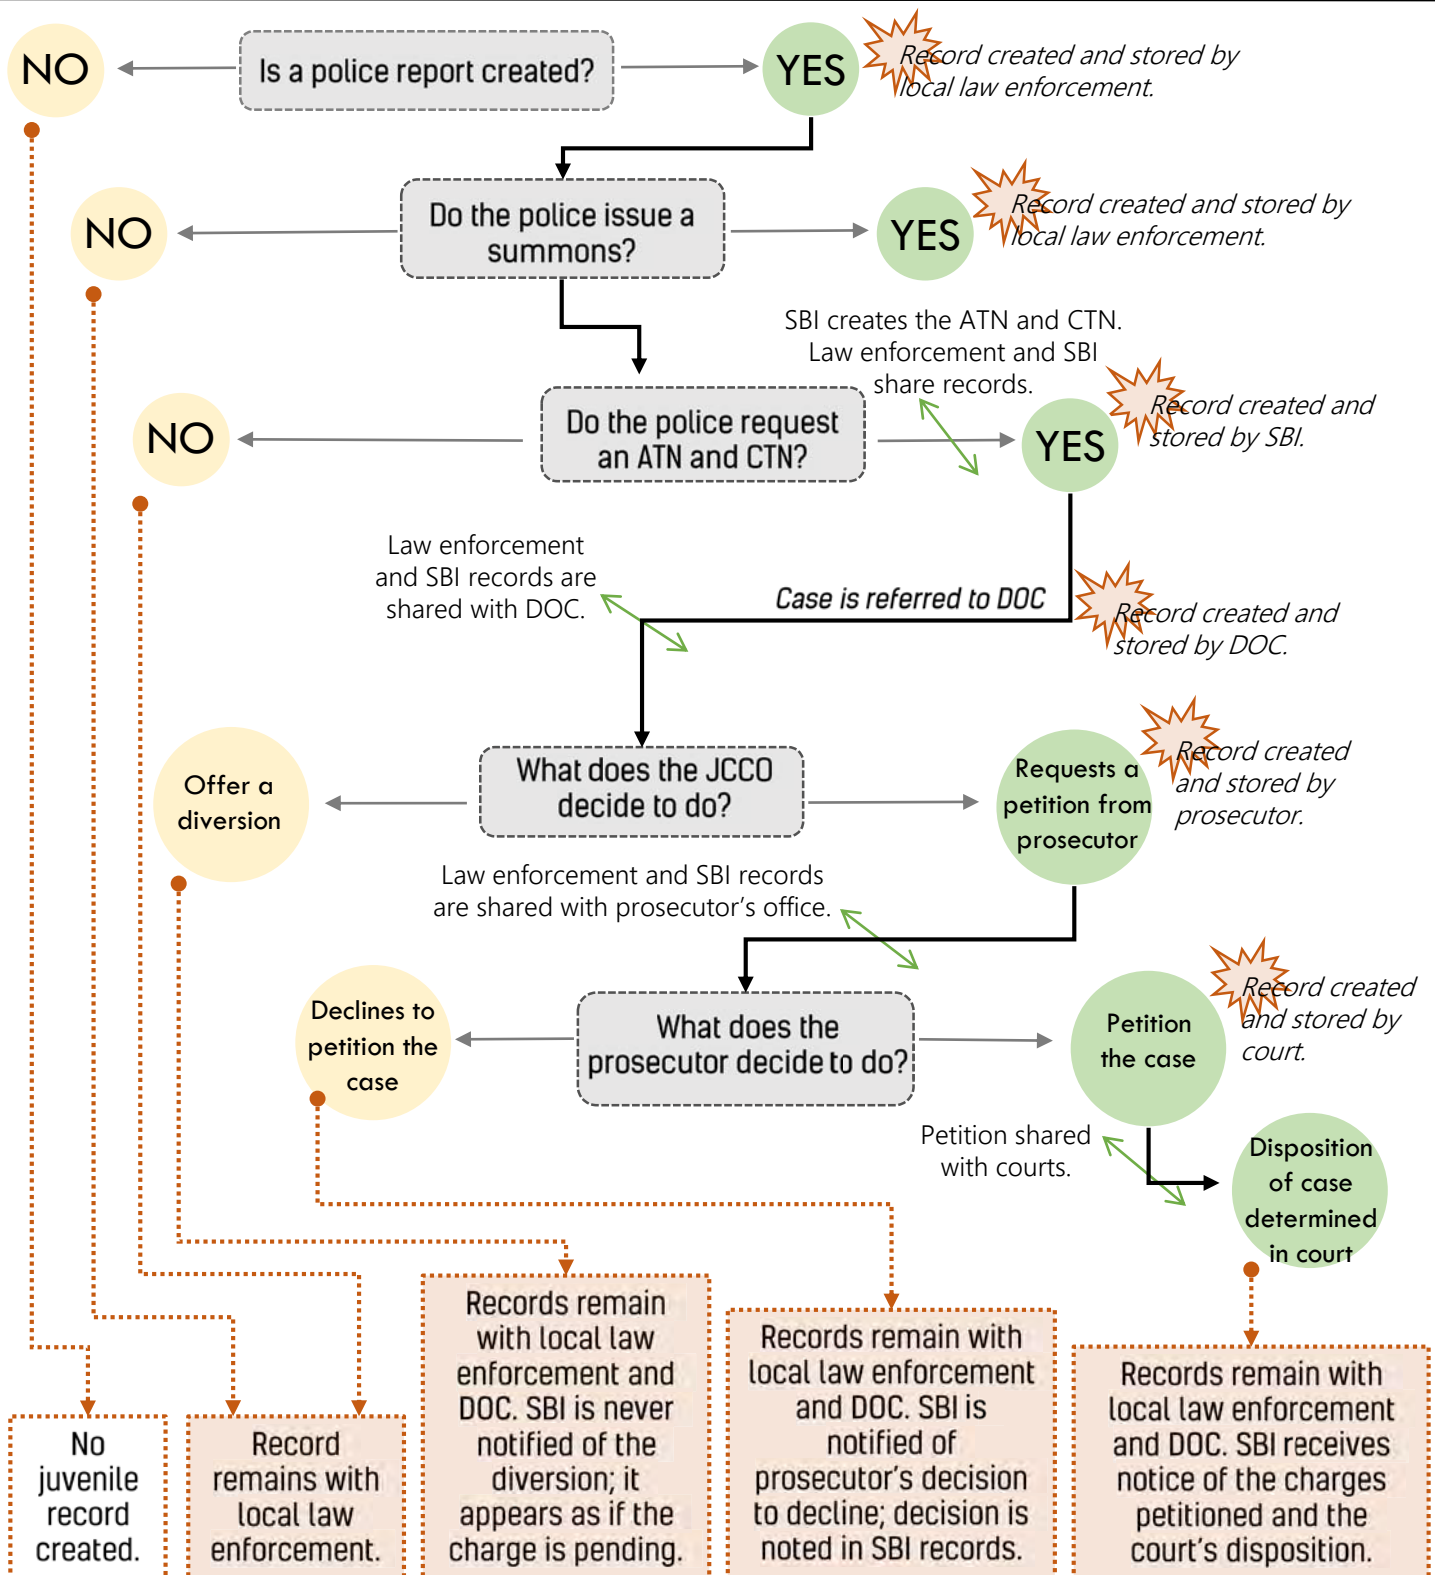 NO
Is a police report created?
YES
Record created and stored by
local law enforcement.
NO
Do the police issue a
summons?
YES
Record created and stored by
local law enforcement.
SBI creates the ATN and CTN.
Law enforcement and SBI
share records.
NO
Do the police request
an ATN and CTN?
YES
Record created and
stored by SBI.
Law enforcement
and SBI records are
shared with DOC.
Case is referred to DOC
Record created and
stored by DOC.
Offer a
diversion
What does the JCCO
decide to do?
Requests a
petition from
prosecutor
Record created
and stored by
prosecutor.
Law enforcement and SBI records
are shared with prosecutor's office.
Declines to
petition the
case
What does the
prosecutor decide to do?
Petition
the case
Record created
and stored by
court.
Petition shared
with courts.
Disposition
of case
determined
in court
No
juvenile
record
created.
Record
remains with
local law
enforcement.
Records remain
with local law
enforcement and
DOC. SBI is never
notified of the
diversion; it
appears as if the
charge is pending.
Records remain with
local law enforcement
and DOC. SBI is
notified of
prosecutor's decision
to decline; decision is
noted in SBI records.
Records remain with
local law enforcement
and DOC. SBI receives
notice of the charges
petitioned and the
court's disposition.